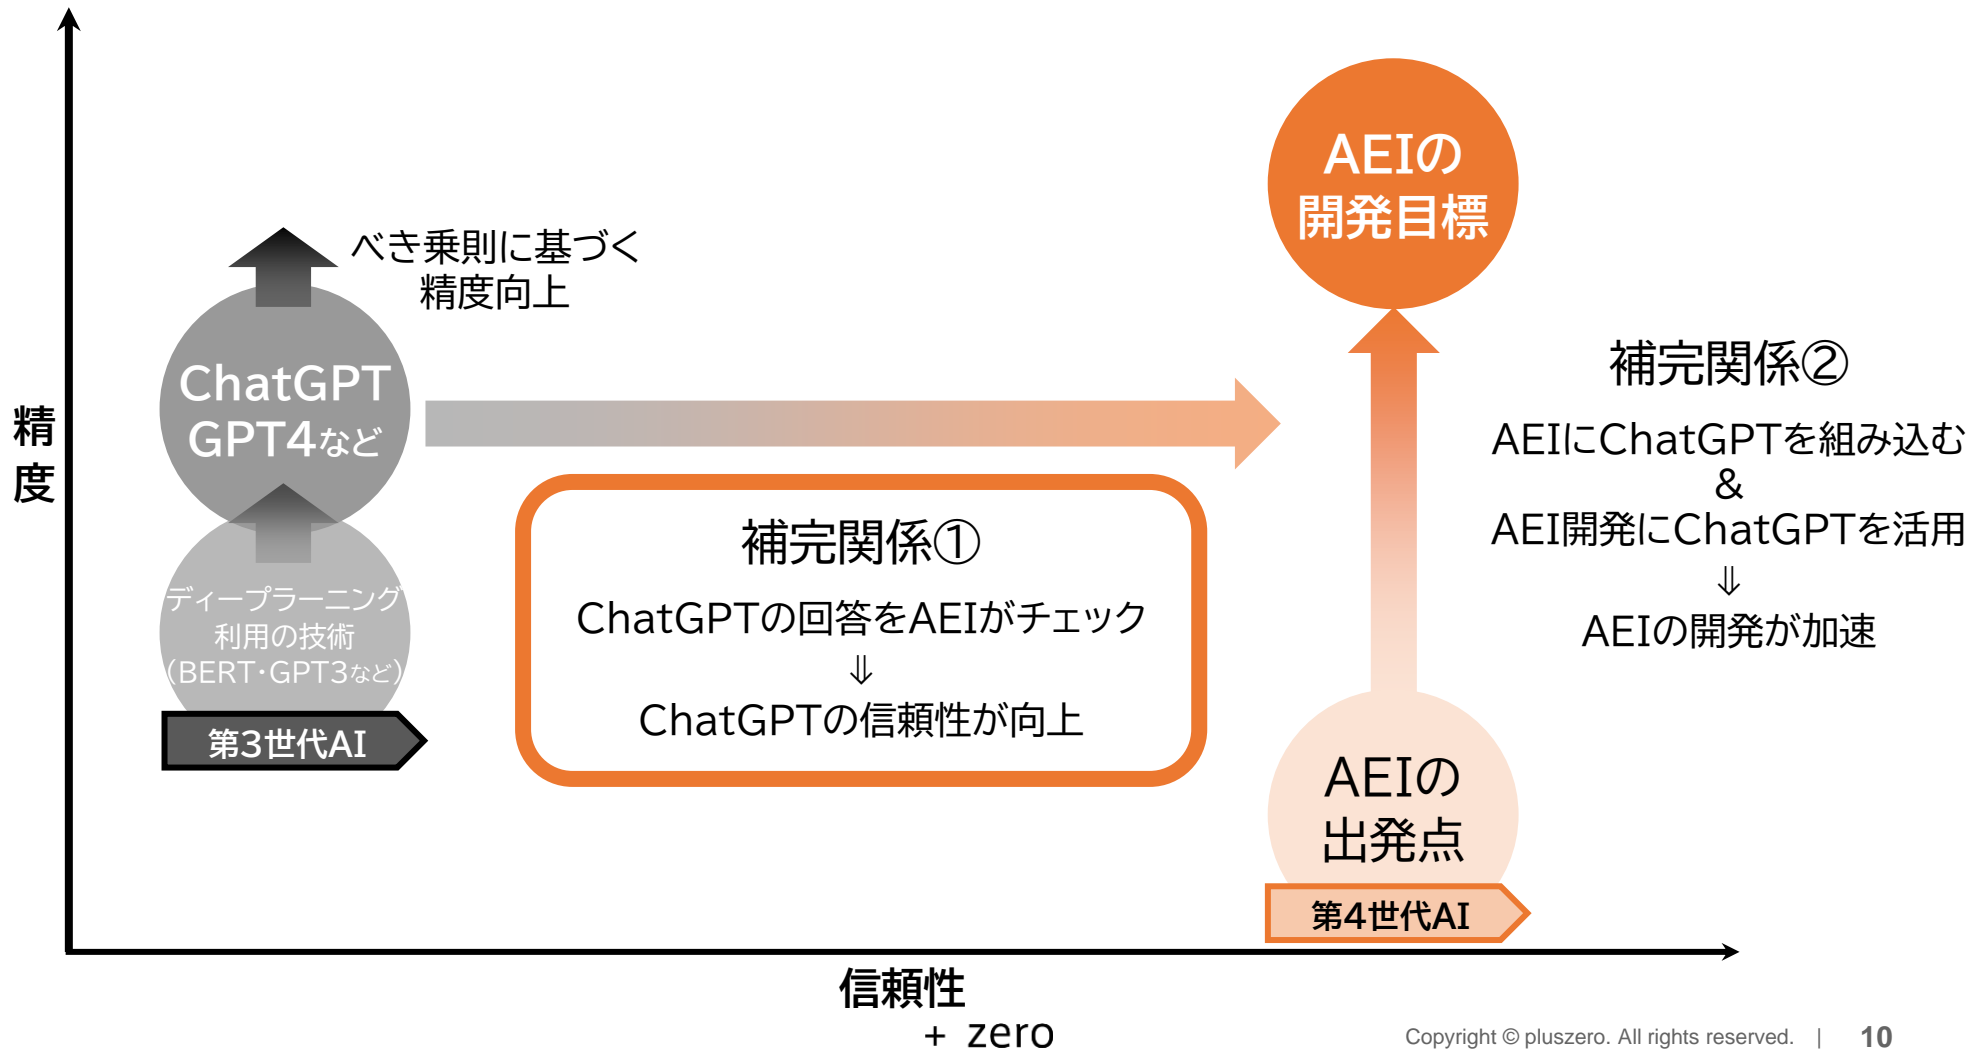 精
度
べき乗則に基づく
精度向上
ChatGPT
GPT4など
ディープラーニング
利用の技術
(BERT・GPT3など)
第3世代AI
補完関係①
ChatGPTの回答をAEIがチェック
⇓
ChatGPTの信頼性が向上
AEIの
開発目標
補完関係②
AEIにChatGPTを組み込む
&
AEI開発にChatGPTを活用
⇓
AEIの開発が加速
AEIの
出発点
第4世代AI
信頼性
+ zero
Copyright © pluszero. All rights reserved. | 10